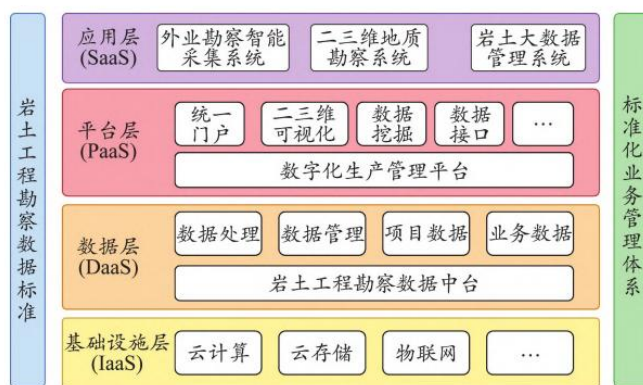 岩土工程勘察数据标准
应用层
(SaaS)
外业勘察智能
采集系统
二三维地质
勘察系统
岩土大数据
管理系统
平台层
(PaaS)
统一
门户
二三维
可视化
数据
挖掘
数据
接口
…
数字化生产管理平台
数据层
(DaaS)
数据处理
数据管理
项目数据
业务数据
岩土工程勘察数据中台
基础设施层
(IaaS)
云计算
云存储
物联网
…
标准化业务管理体系